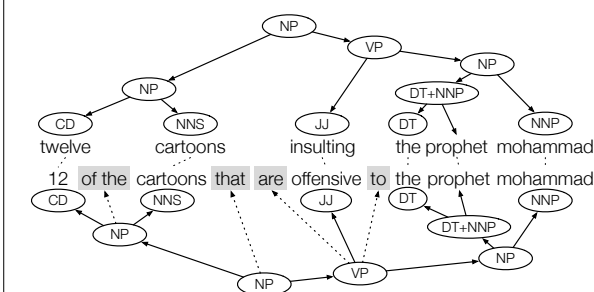 NP
VP
NP NP
DT+NNP
CD NNS JJ DT NNP
twelve cartoons insulting the prophet mohammad
12 of the cartoons that are offensive to the prophet mohammad
CD NNS JJ DT NNP
NP DT+NNP
NP VP NP